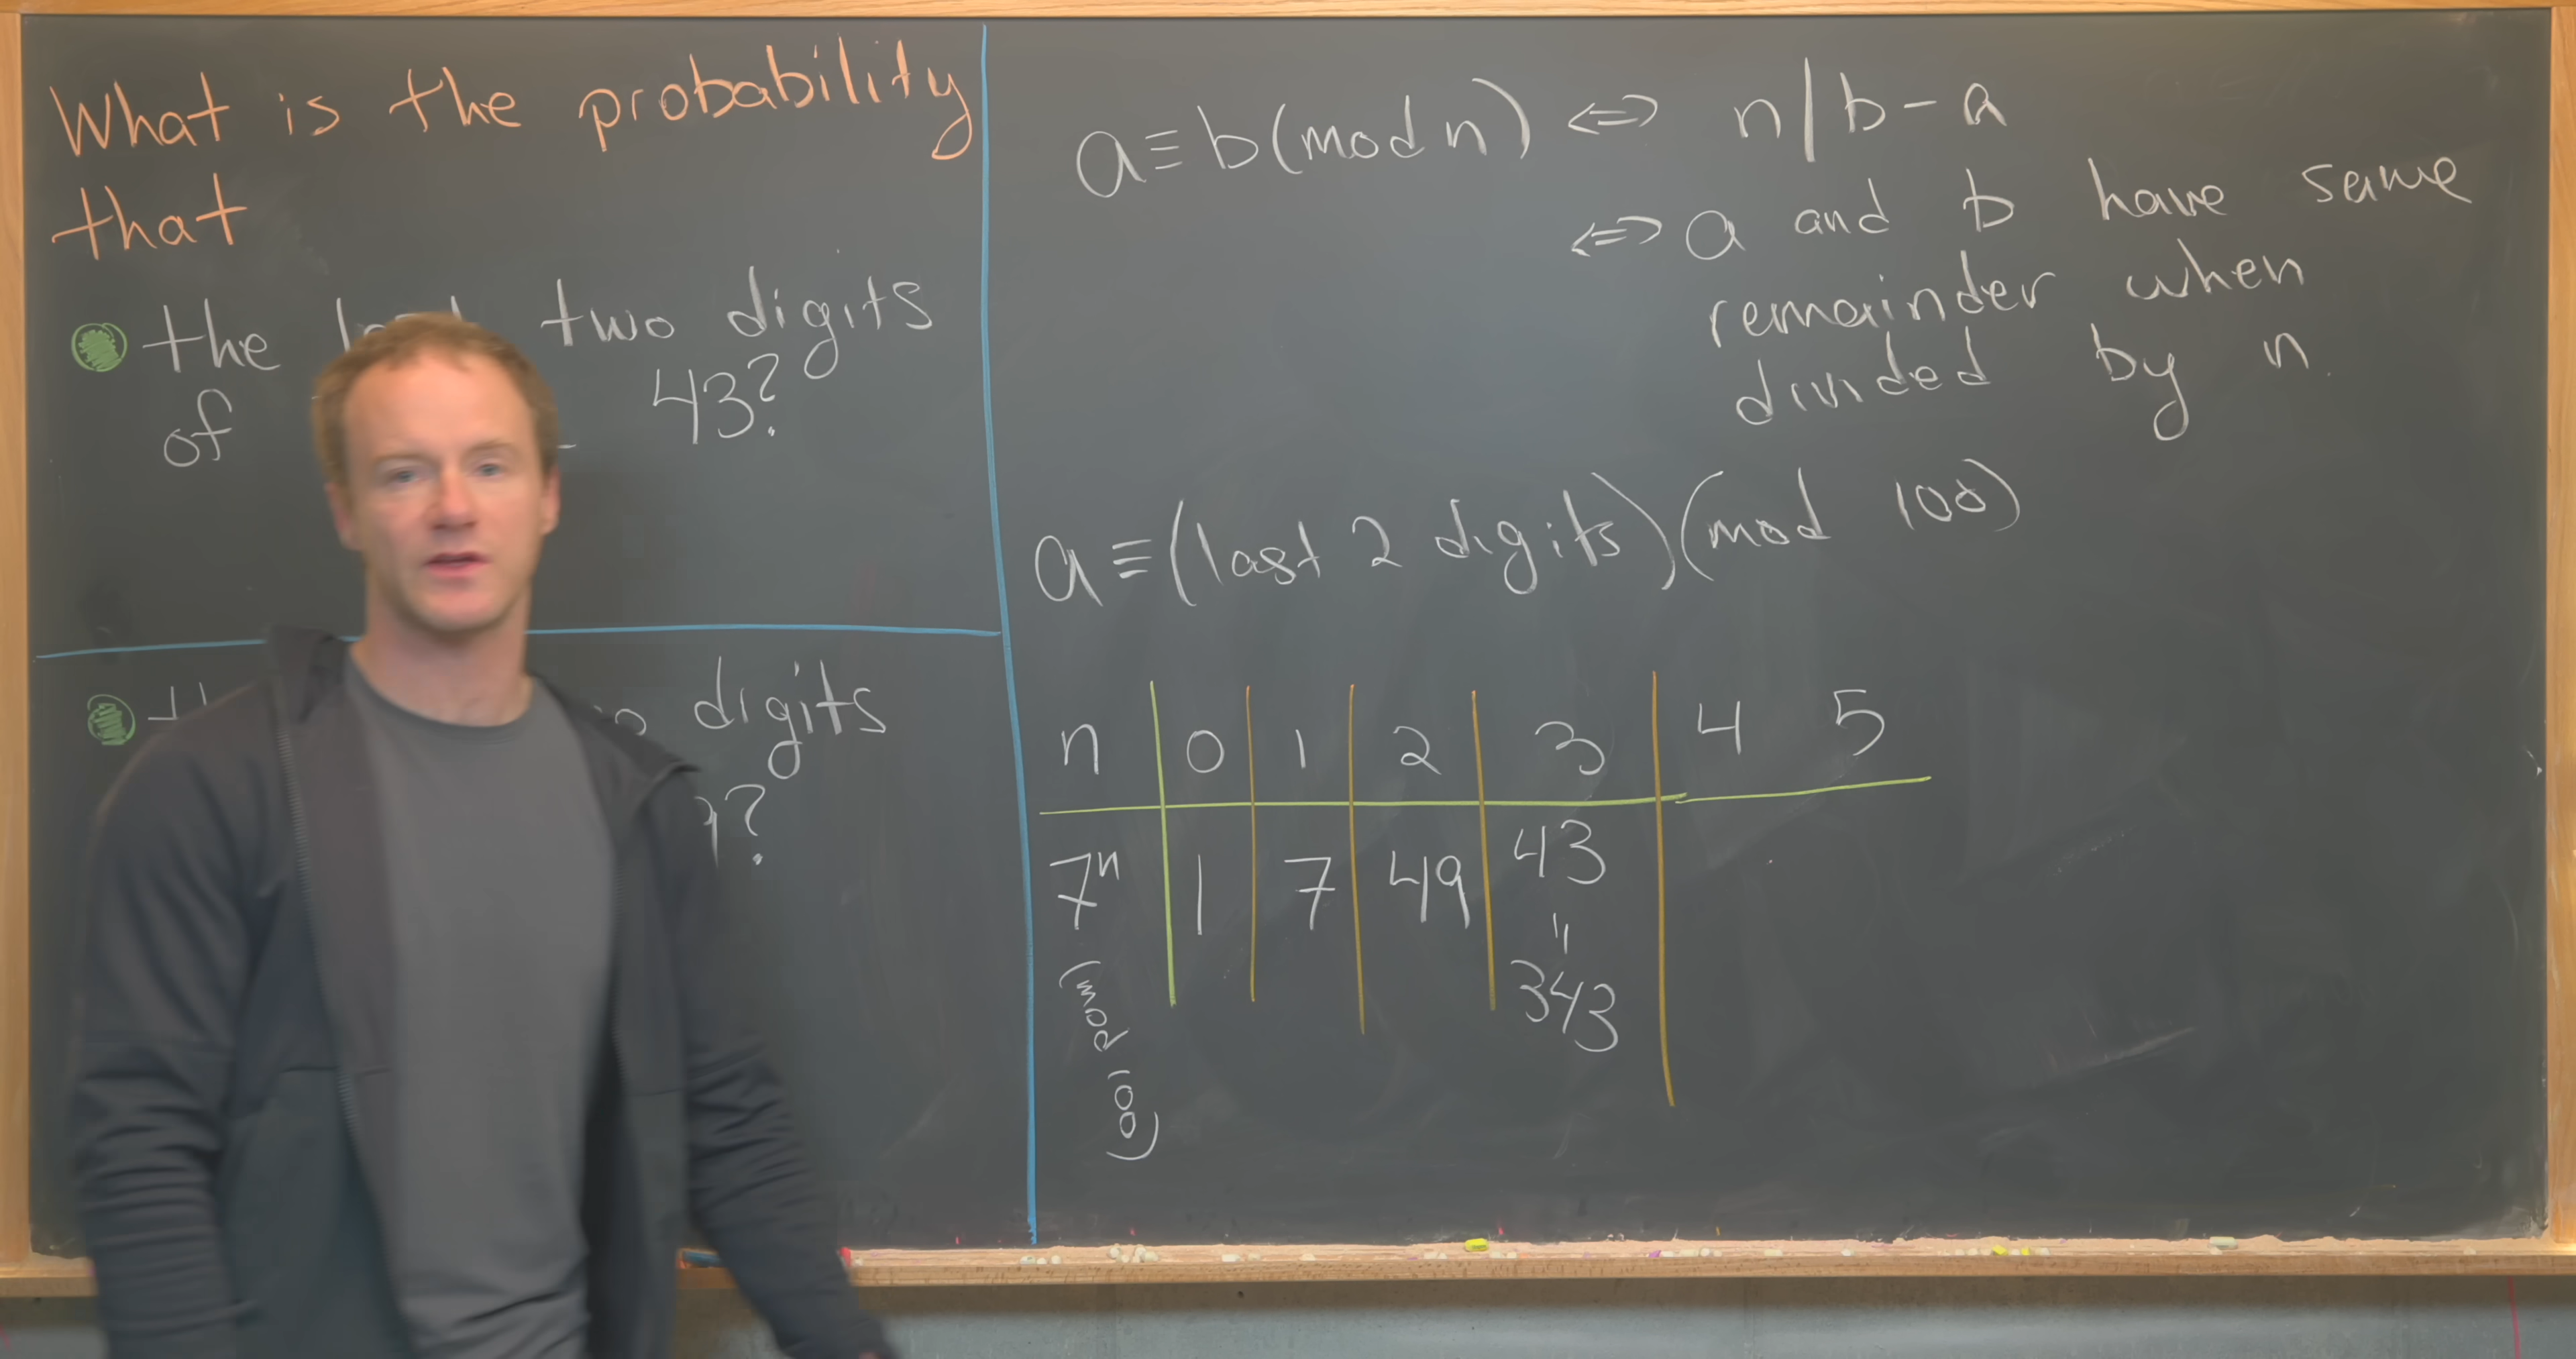 What is the probability
that
the two digits
of 43?
digits
?
a ≡ b (mod n) ⇔ n | b - a
⇔ a and b have same
remainder when
divided by n.
a ≡ (last 2 digits) (mod 100)
n 0 1 2 3 4 5
7ⁿ 1 7 49 43
=
343
(mod 100)